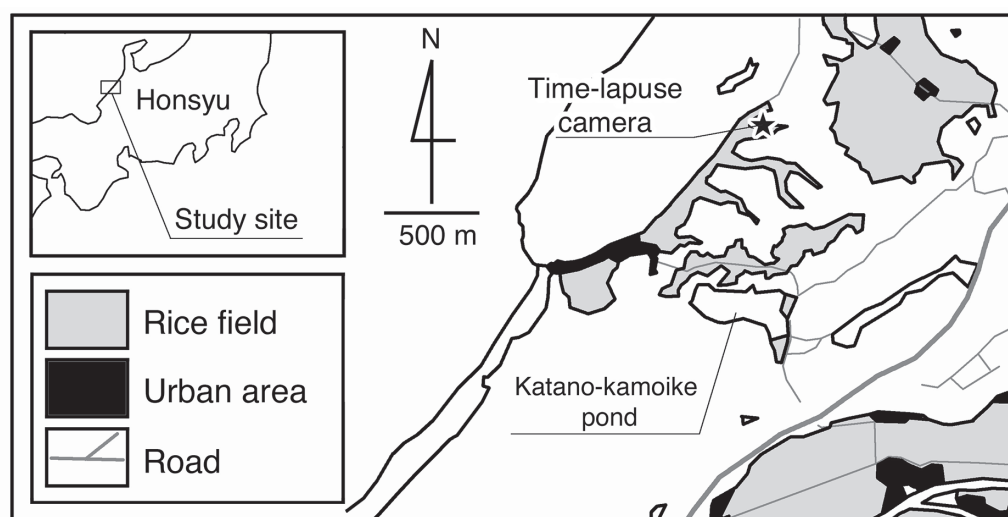 Honsyu
Study site
Rice field
Urban area
Road
N
500 m
Time-lapuse
camera
Katano-kamoike
pond